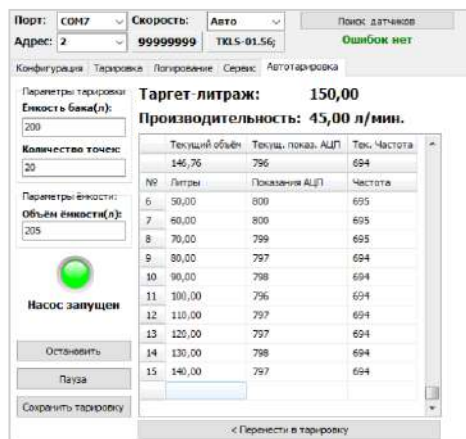 Порт: COM7 Скорость: Авто Поиск датчиков
Адрес: 2 99999999 TKLS-01.56; Ошибок нет
Конфигурация Тарировка Логирование Сервис Автотарировка
Параметры тарировки
Емкость бака(л):
200
Количество точек:
20
Параметры ёмкости:
Объём ёмкости(л):
205
Насос запущен
Остановить
Пауза
Сохранить тарировку
Таргет-литраж: 150,00
Производительность: 45,00 л/мин.
Текущий объём Текущ. показ. АЦП Тек. Частота
146,76 796 694
№ Литры Показания АЦП Частота
6 50,00 800 695
7 60,00 800 695
8 70,00 799 695
9 80,00 797 694
10 90,00 798 694
11 100,00 796 694
12 110,00 797 694
13 120,00 797 694
14 130,00 798 694
15 140,00 797 694
< Перенести в тарировку